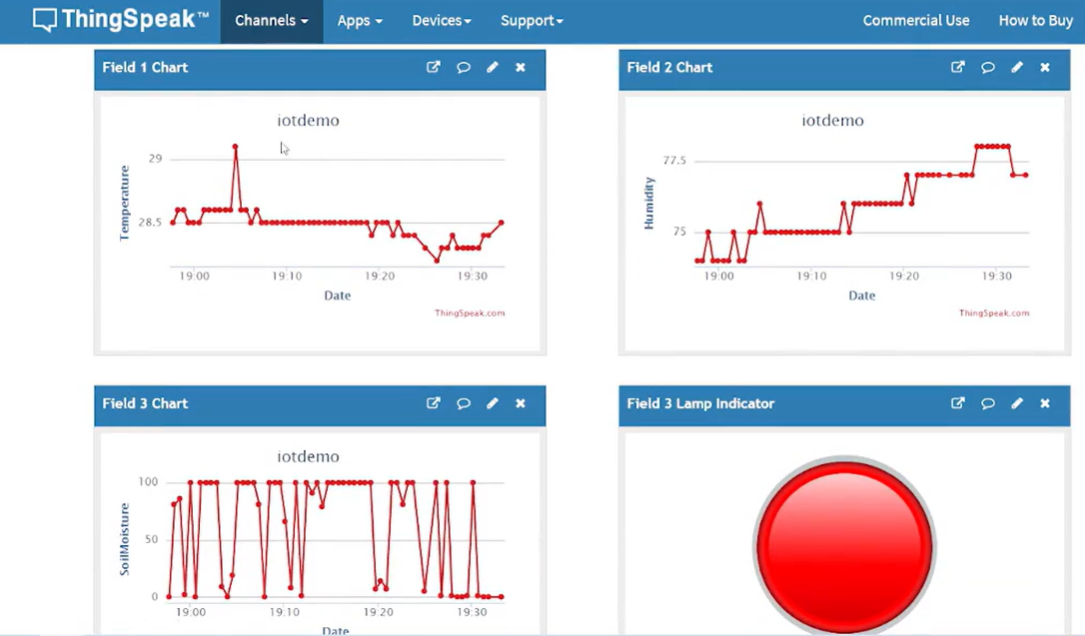 ThingSpeak™ Channels Apps Devices Support Commercial Use How to Buy
Field 1 Chart
iotdemo
Temperature
29
28.5
19:00 19:10 19:20 19:30
Date
ThingSpeak.com
Field 2 Chart
iotdemo
Humidity
77.5
75
19:00 19:10 19:20 19:30
Date
ThingSpeak.com
Field 3 Chart
iotdemo
SoilMoisture
100
50
0
19:00 19:10 19:20 19:30
Date
Field 3 Lamp Indicator